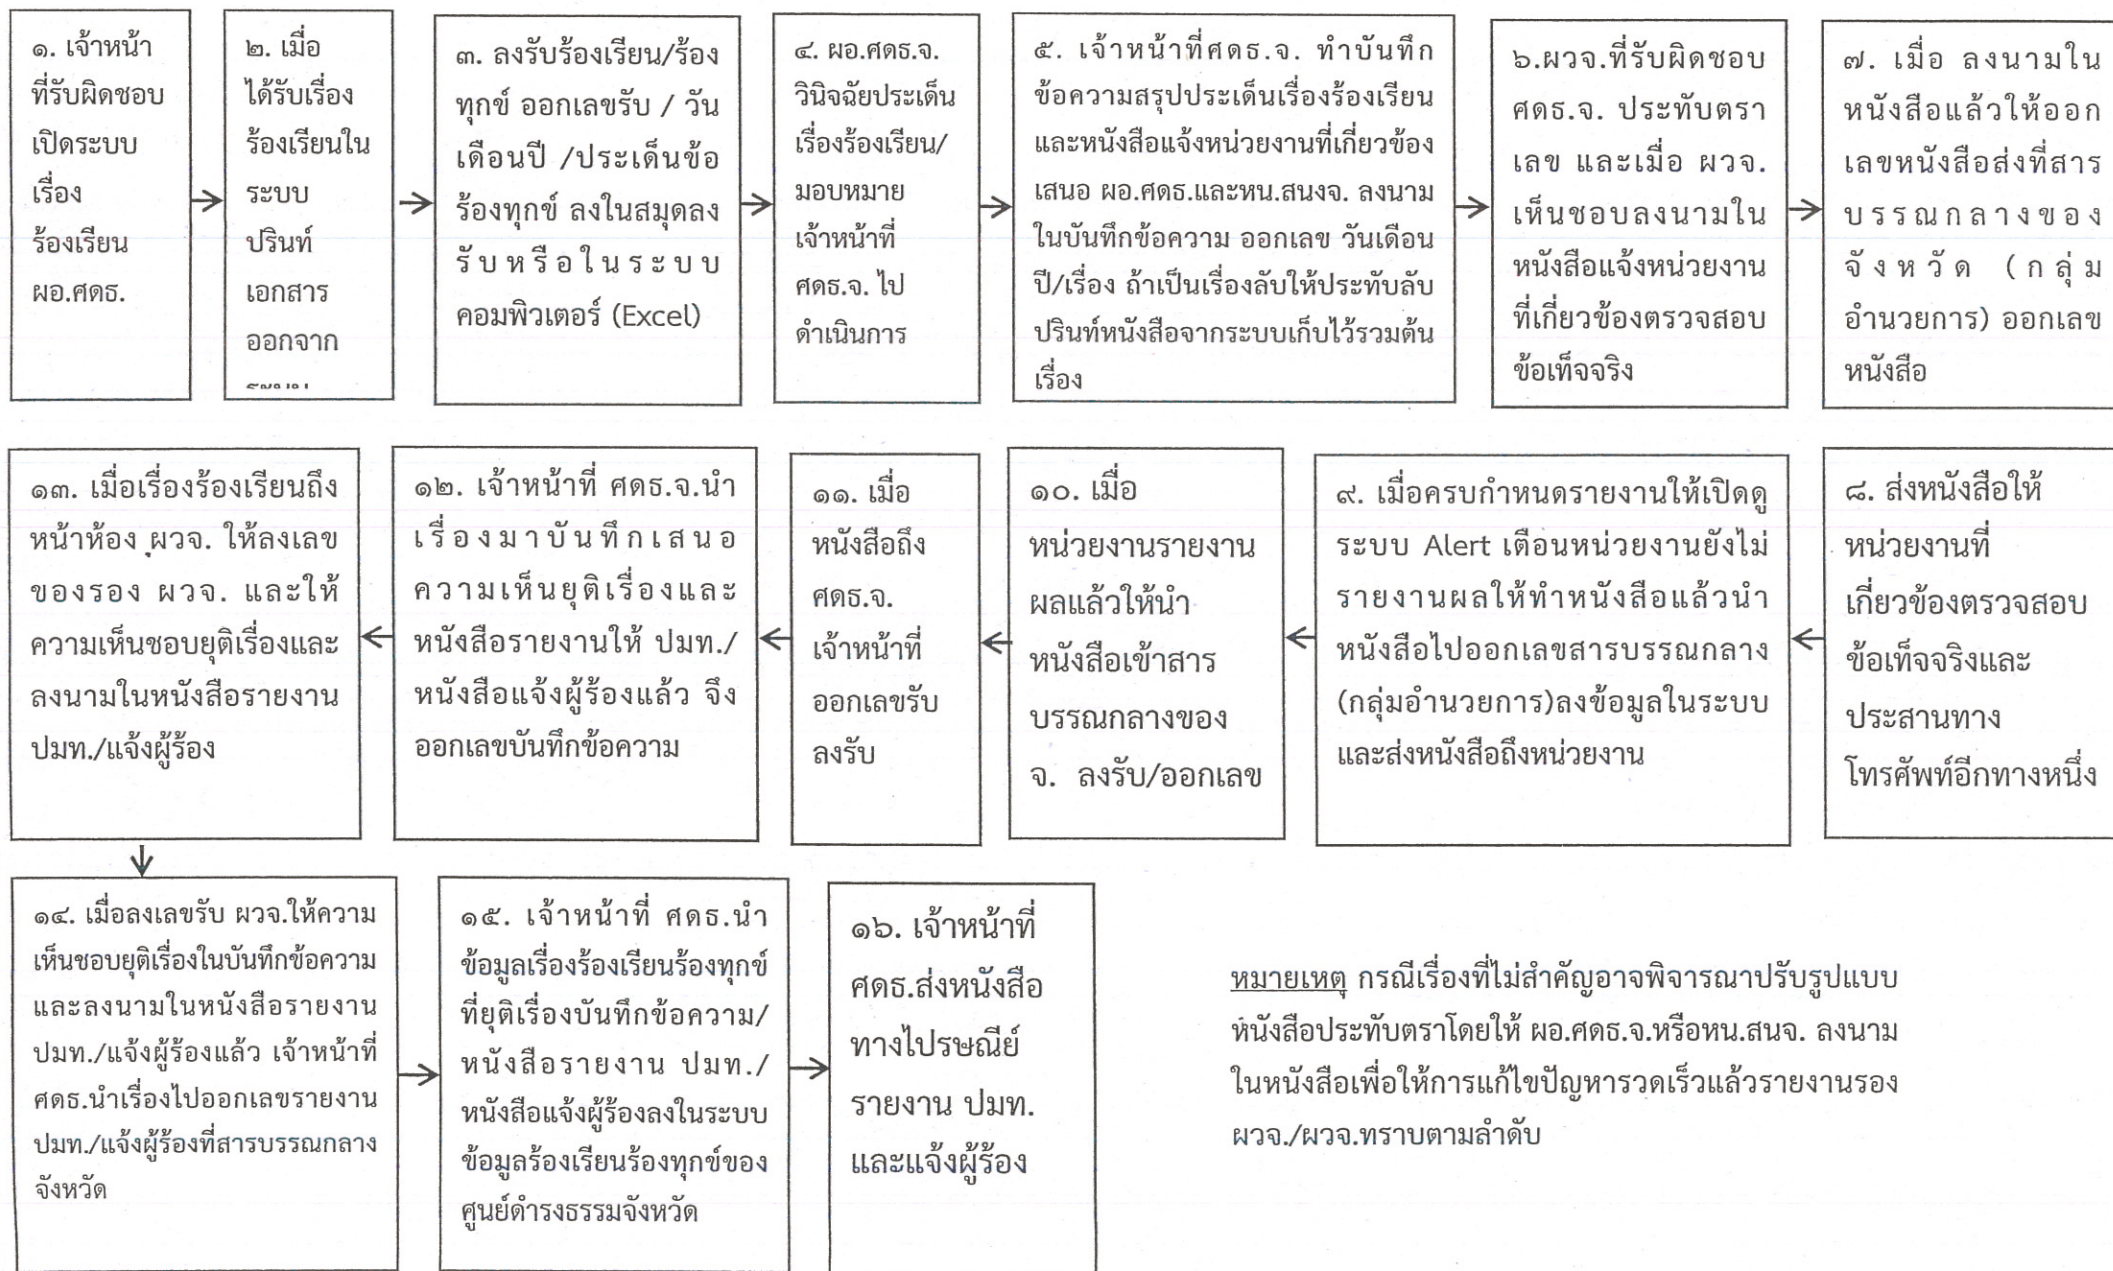 ๑. เจ้าหน้า
ที่รับผิดชอบ
เปิดระบบ
เรื่อง
ร้องเรียน
ผอ.ศดธ.
๒. เมื่อ
ได้รับเรื่อง
ร้องเรียนใน
ระบบ
ปรินท์
เอกสาร
ออกจาก
๓. ลงรับร้องเรียน/ร้อง
ทุกข์ ออกเลขรับ / วัน
เดือนปี /ประเด็นข้อ
ร้องทุกข์ ลงในสมุดลง
รับหรือในระบบ
คอมพิวเตอร์ (Excel)
๔. ผอ.ศดธ.จ.
วินิจฉัยประเด็น
เรื่องร้องเรียน/
มอบหมาย
เจ้าหน้าที่
ศดธ.จ. ไป
ดำเนินการ
๕. เจ้าหน้าที่ศดธ.จ. ทำบันทึก
ข้อความสรุปประเด็นเรื่องร้องเรียน
และหนังสือแจ้งหน่วยงานที่เกี่ยวข้อง
เสนอ ผอ.ศดธ.และหน.สนงจ. ลงนาม
ในบันทึกข้อความ ออกเลข วันเดือน
ปี/เรื่อง ถ้าเป็นเรื่องลับให้ประทับลับ
ปรินท์หนังสือจากระบบเก็บไว้รวมต้น
เรื่อง
๖.ผวจ.ที่รับผิดชอบ
ศดธ.จ. ประทับตรา
เลข และเมื่อ ผวจ.
เห็นชอบลงนามใน
หนังสือแจ้งหน่วยงาน
ที่เกี่ยวข้องตรวจสอบ
ข้อเท็จจริง
๗. เมื่อ ลงนามใน
หนังสือแล้วให้ออก
เลขหนังสือส่งที่สาร
บรรณกลางของ
จังหวัด (กลุ่ม
อำนวยการ) ออกเลข
หนังสือ
๘. ส่งหนังสือให้
หน่วยงานที่
เกี่ยวข้องตรวจสอบ
ข้อเท็จจริงและ
ประสานทาง
โทรศัพท์อีกทางหนึ่ง
๙. เมื่อครบกำหนดรายงานให้เปิดดู
ระบบ Alert เตือนหน่วยงานยังไม่
รายงานผลให้ทำหนังสือแล้วนำ
หนังสือไปออกเลขสารบรรณกลาง
(กลุ่มอำนวยการ)ลงข้อมูลในระบบ
และส่งหนังสือถึงหน่วยงาน
๑๐. เมื่อ
หน่วยงานรายงาน
ผลแล้วให้นำ
หนังสือเข้าสาร
บรรณกลางของ
จ. ลงรับ/ออกเลข
๑๑. เมื่อ
หนังสือถึง
ศดธ.จ.
เจ้าหน้าที่
ออกเลขรับ
ลงรับ
๑๒. เจ้าหน้าที่ ศดธ.จ.นำ
เรื่องมาบันทึกเสนอ
ความเห็นยุติเรื่องและ
หนังสือรายงานให้ ปมท./
หนังสือแจ้งผู้ร้องแล้ว จึง
ออกเลขบันทึกข้อความ
๑๓. เมื่อเรื่องร้องเรียนถึง
หน้าห้อง ผวจ. ให้ลงเลข
ของรอง ผวจ. และให้
ความเห็นชอบยุติเรื่องและ
ลงนามในหนังสือรายงาน
ปมท./แจ้งผู้ร้อง
๑๔. เมื่อลงเลขรับ ผวจ.ให้ความ
เห็นชอบยุติเรื่องในบันทึกข้อความ
และลงนามในหนังสือรายงาน
ปมท./แจ้งผู้ร้องแล้ว เจ้าหน้าที่
ศดธ.นำเรื่องไปออกเลขรายงาน
ปมท./แจ้งผู้ร้องที่สารบรรณกลาง
จังหวัด
๑๕. เจ้าหน้าที่ ศดธ.นำ
ข้อมูลเรื่องร้องเรียนร้องทุกข์
ที่ยุติเรื่องบันทึกข้อความ/
หนังสือรายงาน ปมท./
หนังสือแจ้งผู้ร้องลงในระบบ
ข้อมูลร้องเรียนร้องทุกข์ของ
ศูนย์ดำรงธรรมจังหวัด
๑๖. เจ้าหน้าที่
ศดธ.ส่งหนังสือ
ทางไปรษณีย์
รายงาน ปมท.
และแจ้งผู้ร้อง
หมายเหตุ กรณีเรื่องที่ไม่สำคัญอาจพิจารณาปรับรูปแบบ
หนังสือประทับตราโดยให้ ผอ.ศดธ.จ.หรือหน.สนจ. ลงนาม
ในหนังสือเพื่อให้การแก้ไขปัญหารวดเร็วแล้วรายงานรอง
ผวจ./ผวจ.ทราบตามลำดับ